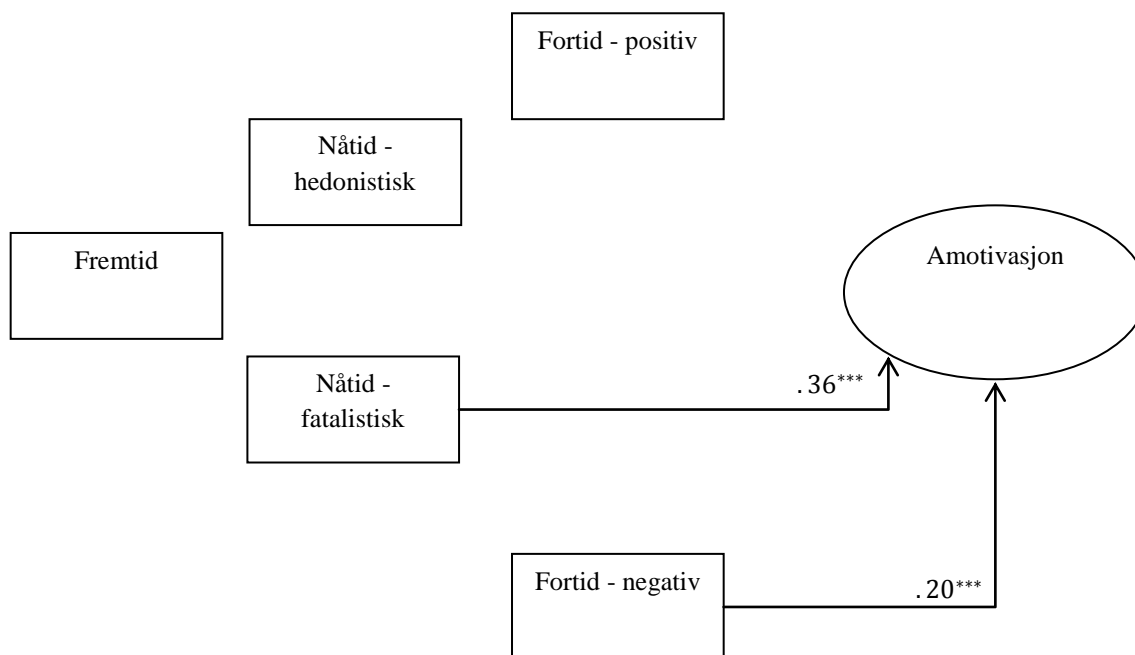 Fortid - positiv
Nåtid -
hedonistisk
Fremtid
Amotivasjon
Nåtid -
fatalistisk
.36***
Fortid - negativ
.20***